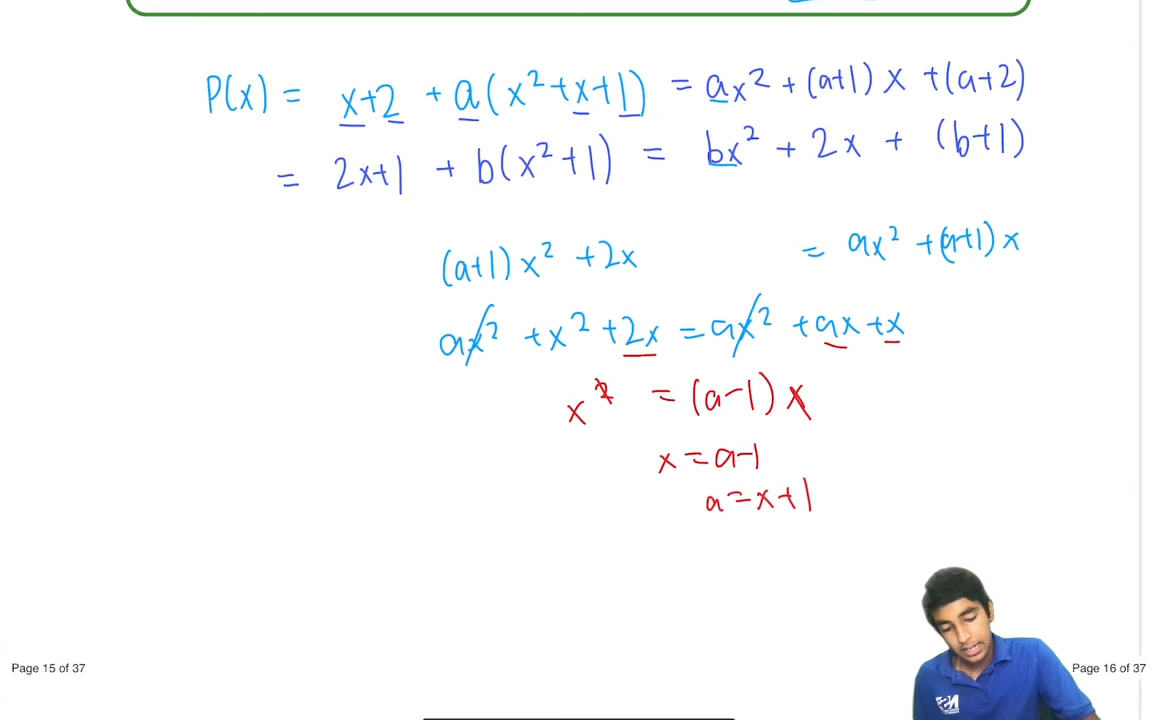 P(x) = x+2 + a(x²+x+1) = ax² + (a+1)x + (a+2)
= 2x+1 + b(x²+1) = bx² + 2x + (b+1)
(a+1)x² + 2x = ax² + (a+1)x
ax² + x² + 2x = ax² + ax + x
x² = (a-1)x
x = a-1
a = x+1
Page 15 of 37
Page 16 of 37